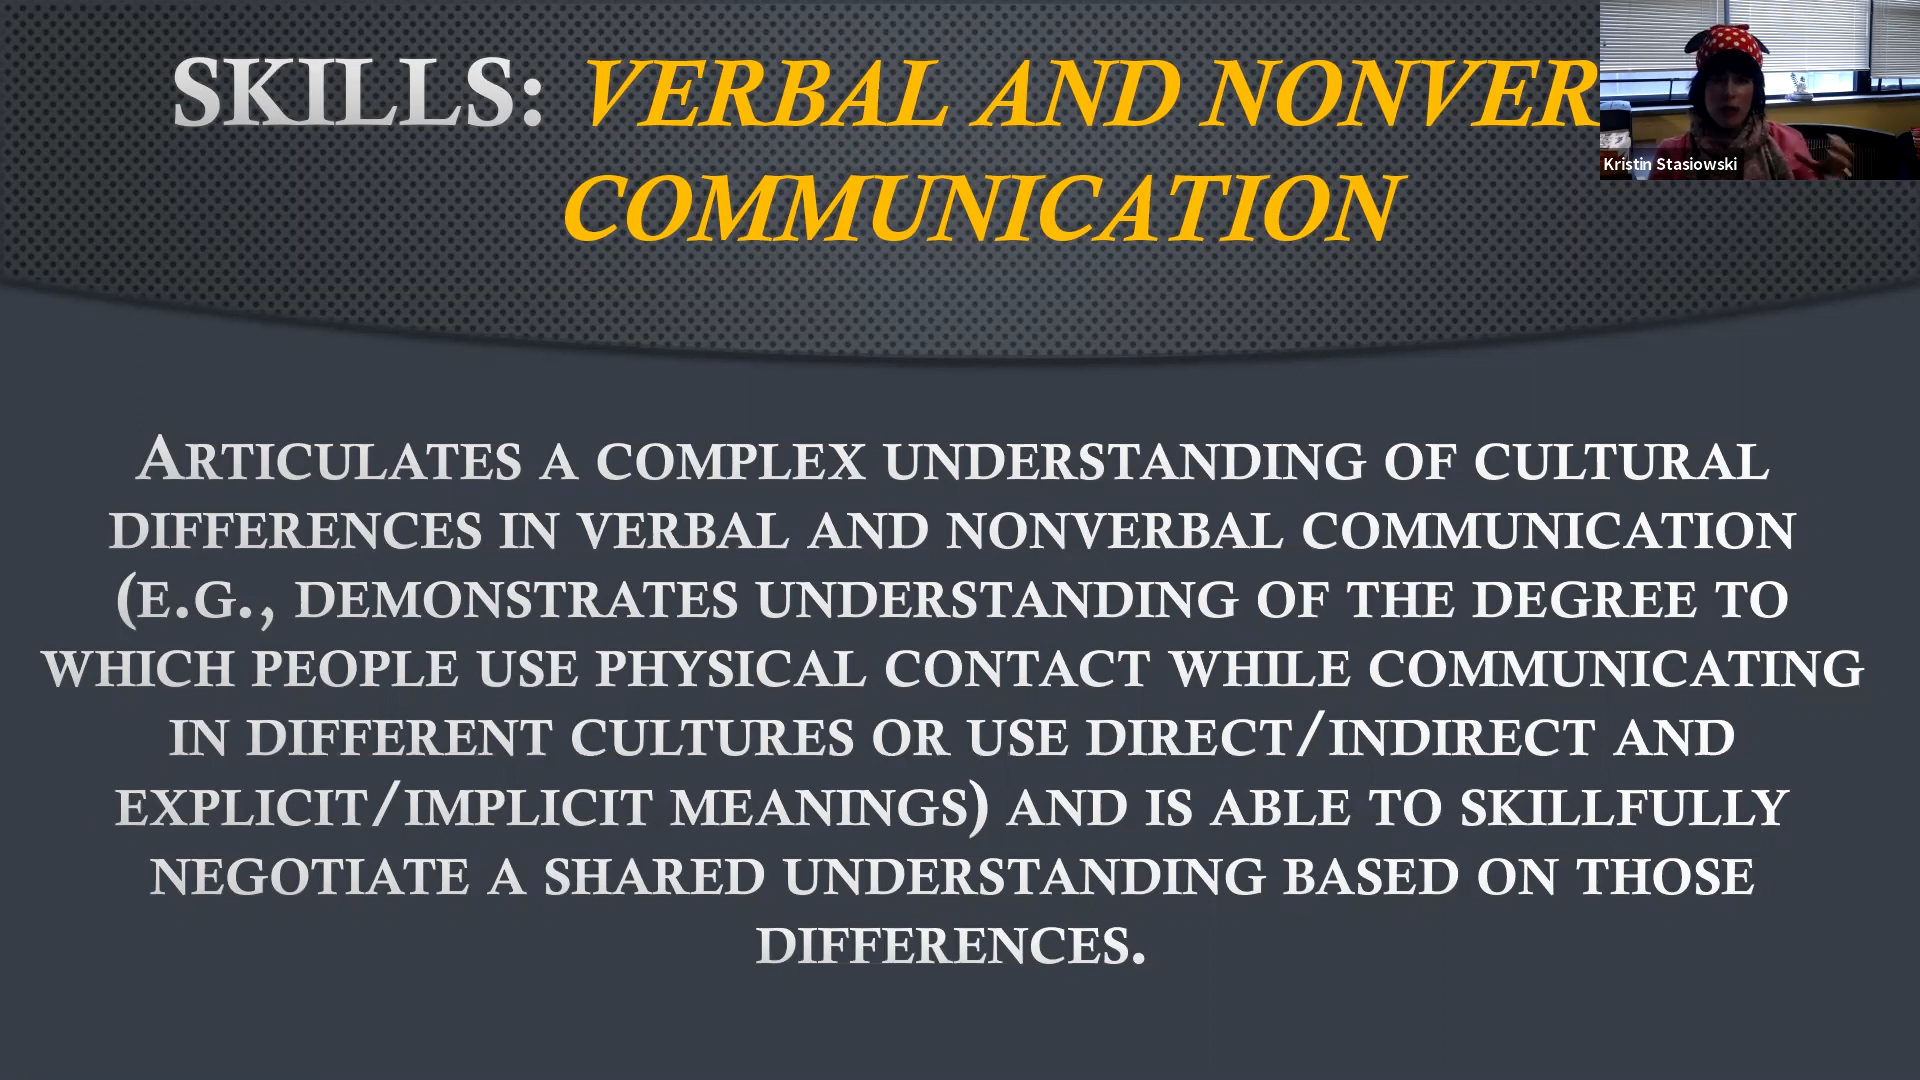 SKILLS: VERBAL AND NONVER
COMMUNICATION
Kristin Stasiowski
ARTICULATES A COMPLEX UNDERSTANDING OF CULTURAL
DIFFERENCES IN VERBAL AND NONVERBAL COMMUNICATION
(E.G., DEMONSTRATES UNDERSTANDING OF THE DEGREE TO
WHICH PEOPLE USE PHYSICAL CONTACT WHILE COMMUNICATING
IN DIFFERENT CULTURES OR USE DIRECT/INDIRECT AND
EXPLICIT/IMPLICIT MEANINGS) AND IS ABLE TO SKILLFULLY
NEGOTIATE A SHARED UNDERSTANDING BASED ON THOSE
DIFFERENCES.